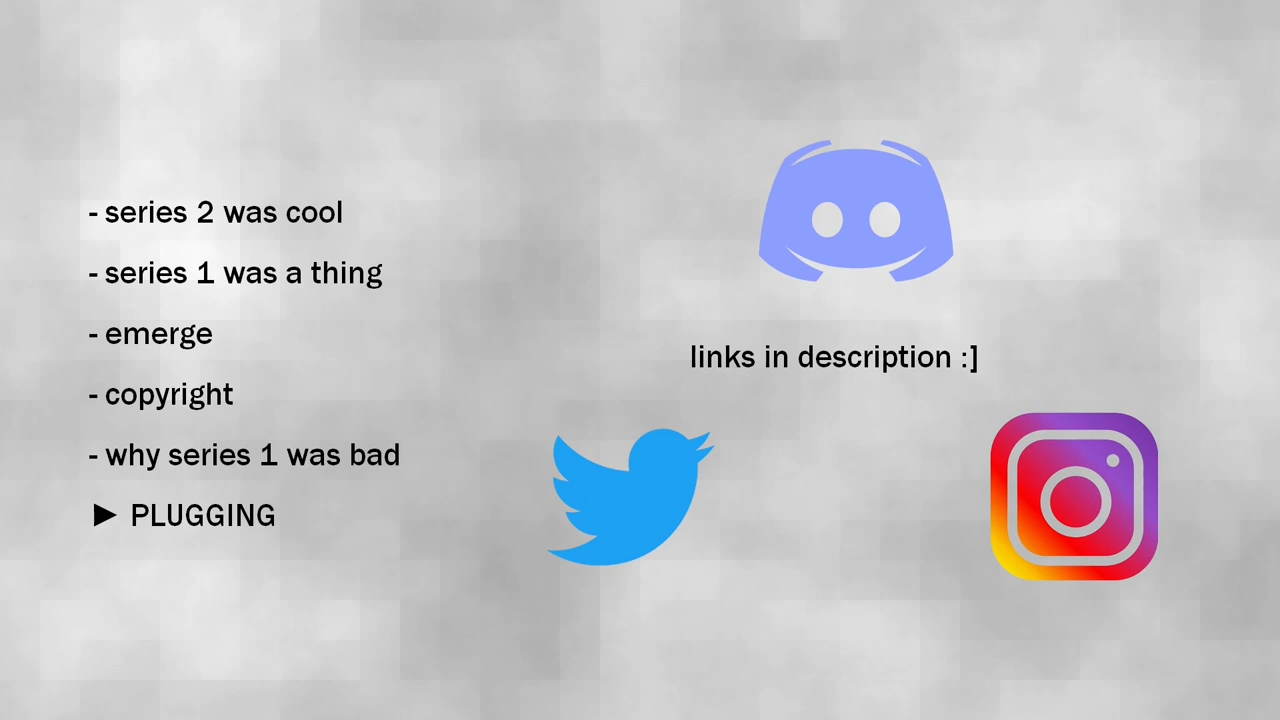 - series 2 was cool
- series 1 was a thing
- emerge
- copyright
- why series 1 was bad
► PLUGGING
links in description :]